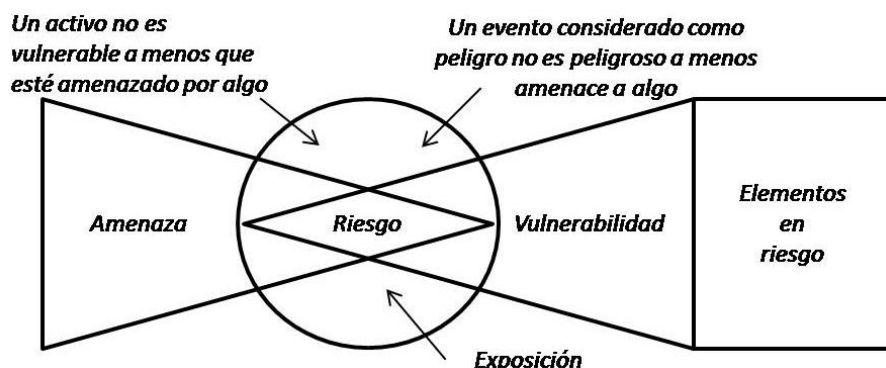 Un activo no es
vulnerable a menos que
esté amenazado por algo
Un evento considerado como
peligro no es peligroso a menos
amenace a algo
Amenaza
Riesgo
Vulnerabilidad
Elementos
en
riesgo
Exposición